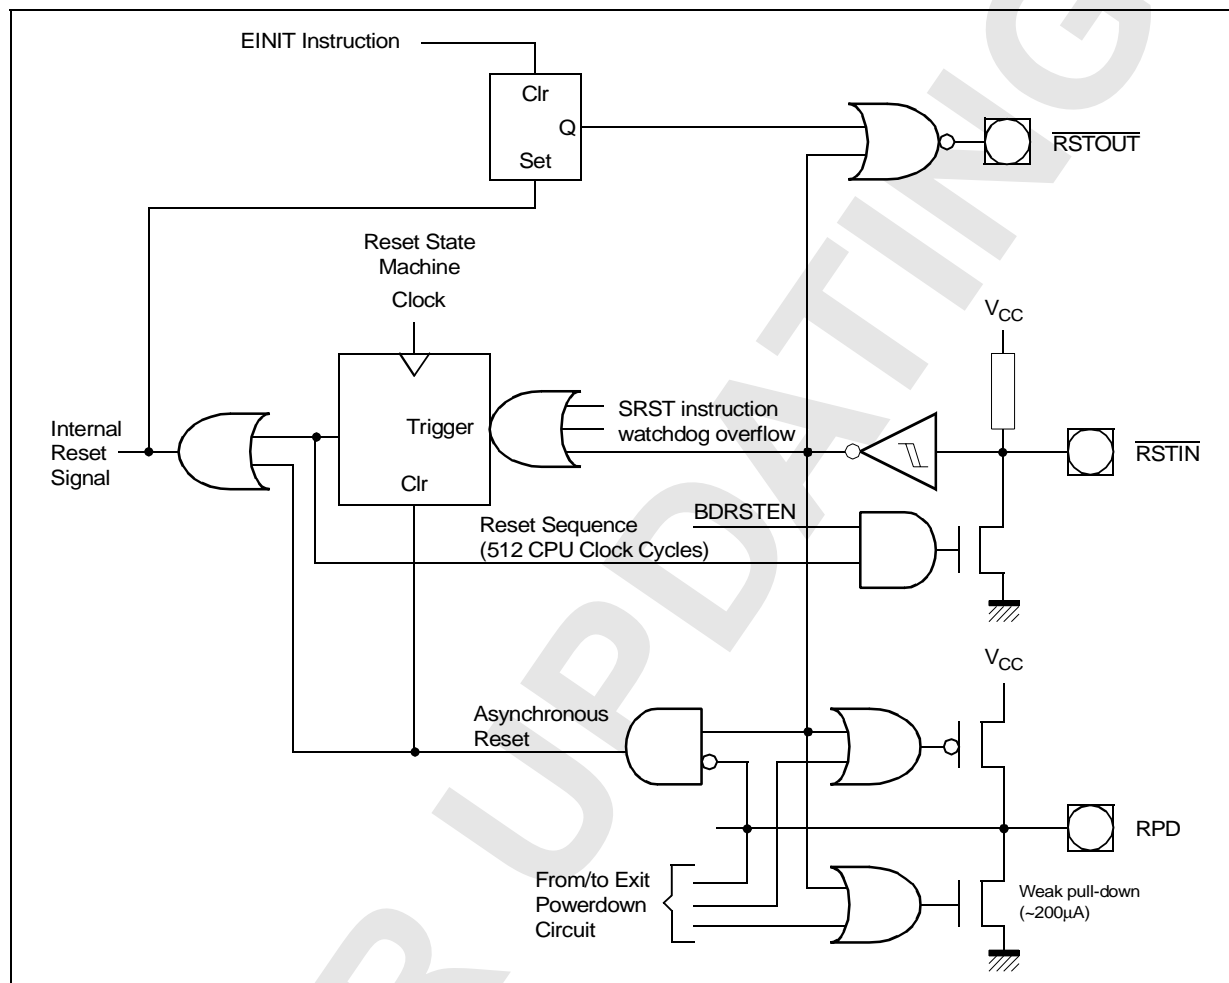 EINIT Instruction
Clr
Q
Set
RSTOUT
Reset State
Machine
Clock
VCC
Trigger
SRST instruction
watchdog overflow
Internal
Reset
Signal
RSTIN
Clr
BDRSTEN
Reset Sequence
(512 CPU Clock Cycles)
VCC
Asynchronous
Reset
RPD
From/to Exit
Powerdown
Circuit
Weak pull-down
(~200µA)
R UPDATING